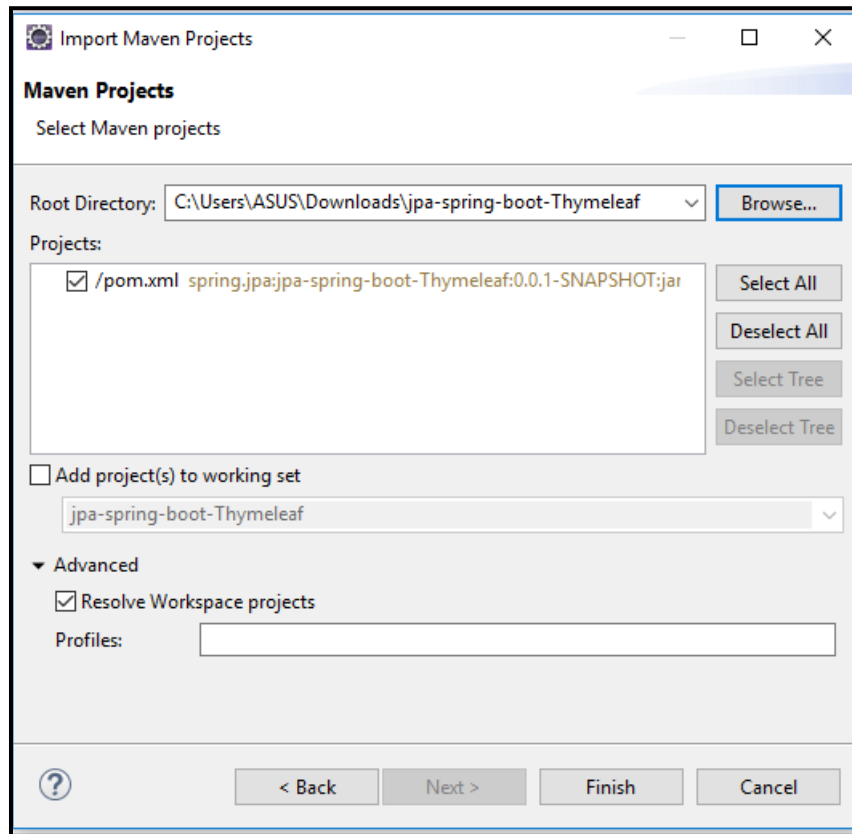 Import Maven Projects
Maven Projects
Select Maven projects
Root Directory: C:\Users\ASUS\Downloads\jpa-spring-boot-Thymeleaf Browse...
Projects:
/pom.xml spring.jpa:jpa-spring-boot-Thymeleaf:0.0.1-SNAPSHOT:jar Select All
Deselect All
Select Tree
Deselect Tree
Add project(s) to working set
jpa-spring-boot-Thymeleaf
Advanced
Resolve Workspace projects
Profiles:
? < Back Next > Finish Cancel